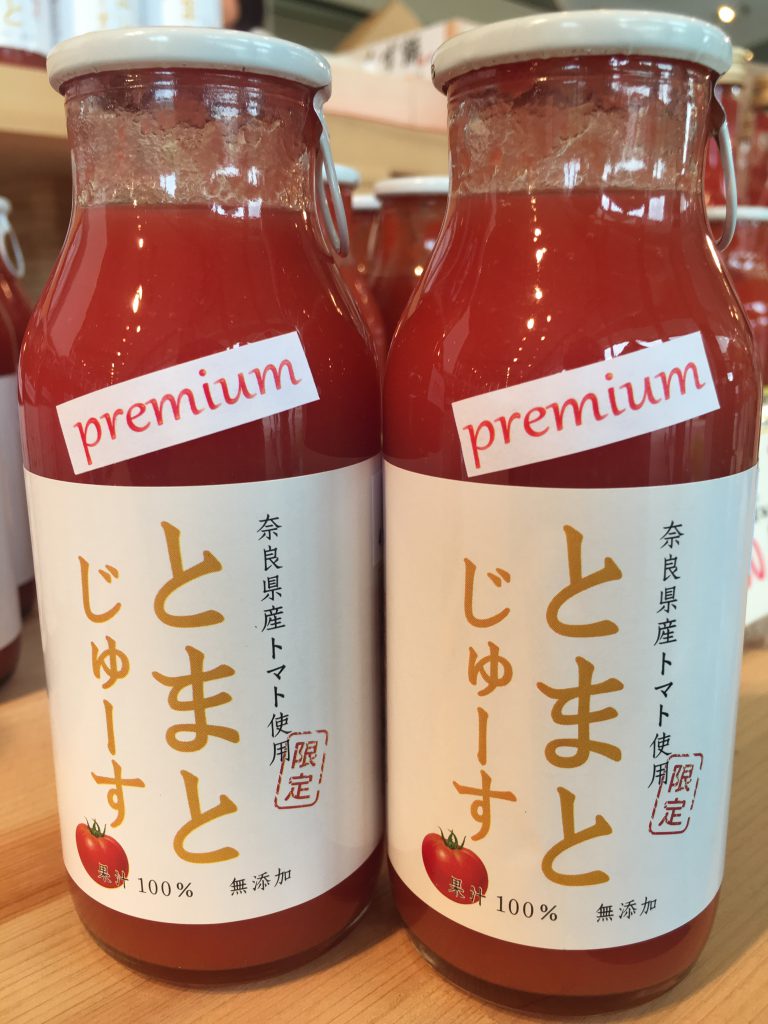 premium
奈良県産トマト使用
限定
とまと
じゅーす
果汁100%
無添加
premium
奈良県産トマト使用
限定
とまと
じゅーす
果汁100%
無添加